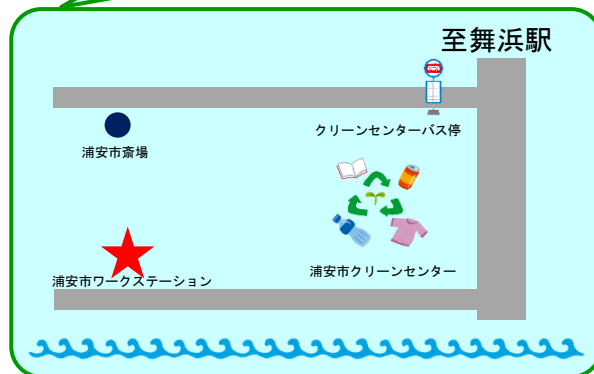 至舞浜駅
クリーンセンターバス停
浦安市斎場
浦安市クリーンセンター
浦安市ワークステーション